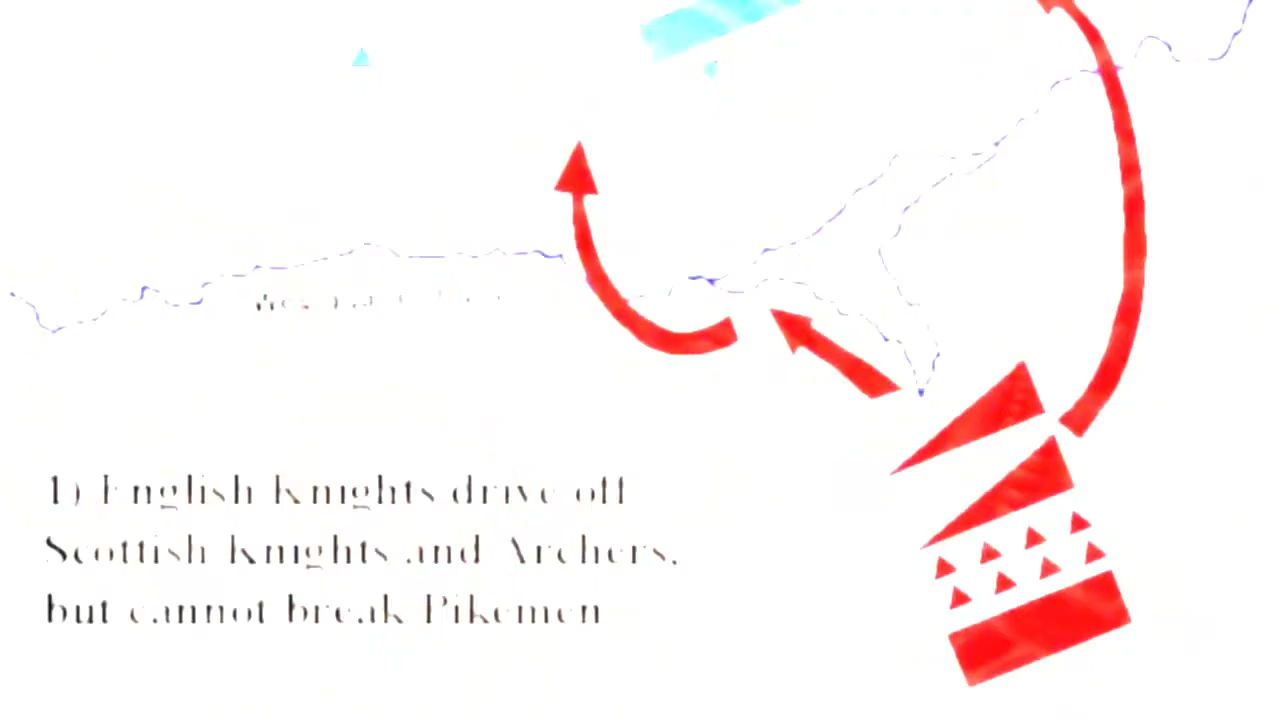 1) English Knights drive off
Scottish Knights and Archers,
but cannot break Pikemen